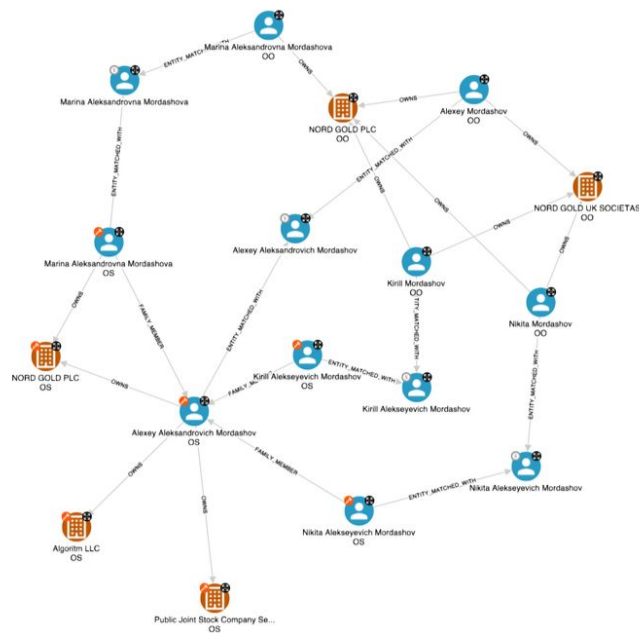 Marina Aleksandrovna Mordashova
OO
ENTITY_MATCHED_WITH
OWNS
Marina Aleksandrovna Mordashova
NORD GOLD PLC
OO
OWNS
Alexey Mordashov
OO
ENTITY_MATCHED_WITH
OWNS
ENTITY_MATCHED_WITH
NORD GOLD UK SOCIETAS
OO
OWNS
OWNS
OWNS
Alexey Aleksandrovich Mordashov
Marina Aleksandrovna Mordashova
OS
Kirill Mordashov
OO
Nikita Mordashov
OO
OWNS
FAMILY_MEMBER
ENTITY_MATCHED_WITH
TITY_MATCHED_WITH
ENTITY_MATCHED_WITH
NORD GOLD PLC
OS
OWNS
Kirill Alekseyevich Mordashov
OS
ENTITY_MATCHED_WITH
Kirill Alekseyevich Mordashov
Alexey Aleksandrovich Mordashov
OS
FAMILY_MEMBER
ENTITY_MATCHED_WITH
Nikita Alekseyevich Mordashov
OWNS
OWNS
Nikita Alekseyevich Mordashov
OS
Algoritm LLC
OS
Public Joint Stock Company Se...
OS